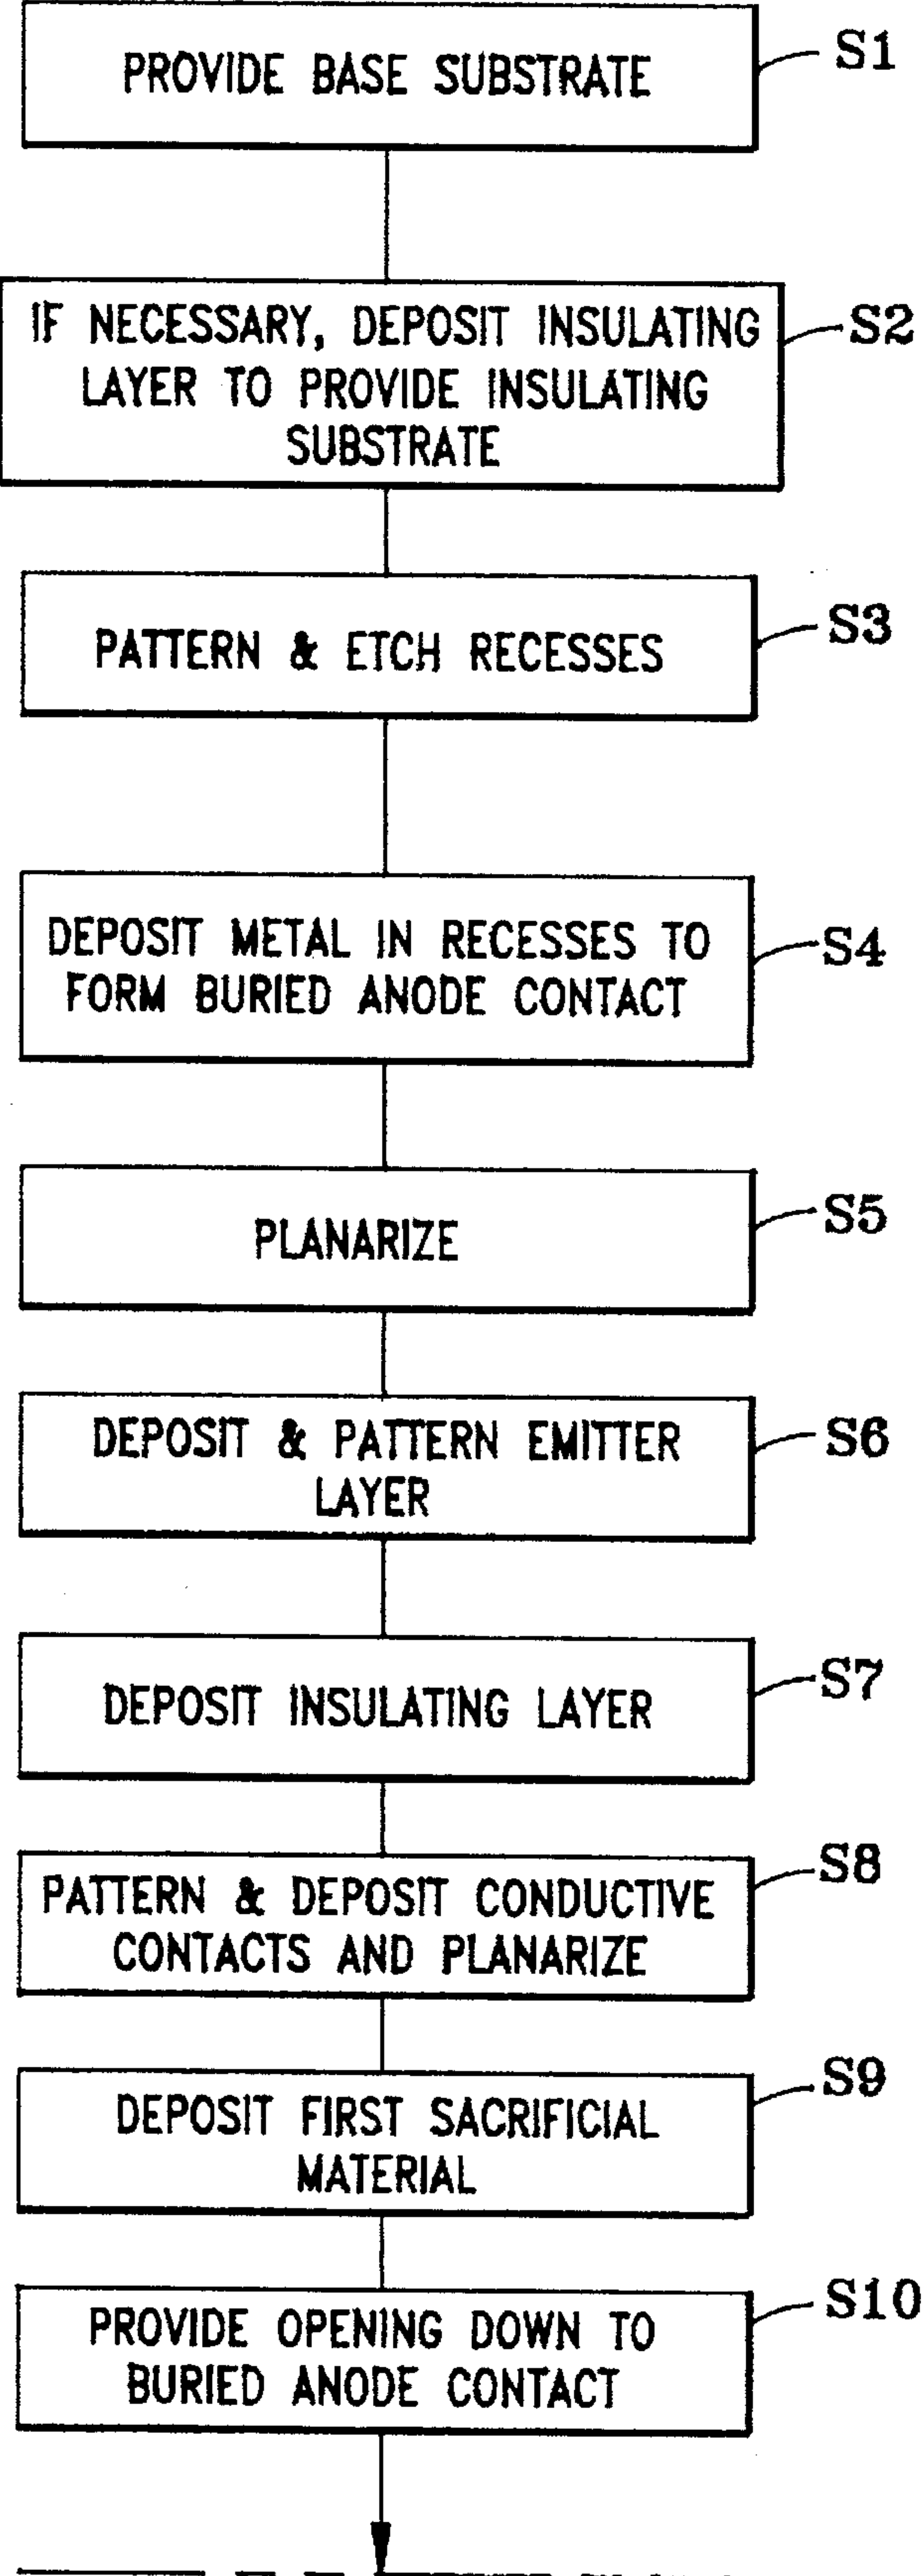 PROVIDE BASE SUBSTRATE
S1
IF NECESSARY, DEPOSIT INSULATING
LAYER TO PROVIDE INSULATING
SUBSTRATE
S2
PATTERN & ETCH RECESSES
S3
DEPOSIT METAL IN RECESSES TO
FORM BURIED ANODE CONTACT
S4
PLANARIZE
S5
DEPOSIT & PATTERN EMITTER
LAYER
S6
DEPOSIT INSULATING LAYER
S7
PATTERN & DEPOSIT CONDUCTIVE
CONTACTS AND PLANARIZE
S8
DEPOSIT FIRST SACRIFICIAL
MATERIAL
S9
PROVIDE OPENING DOWN TO
BURIED ANODE CONTACT
S10